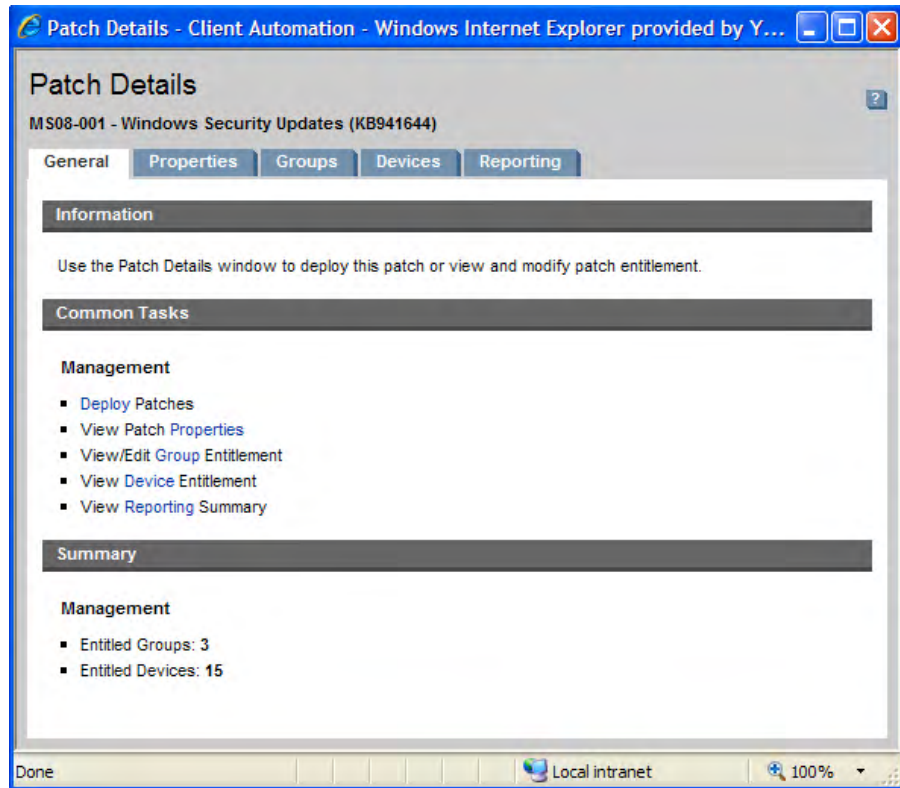 Patch Details - Client Automation - Windows Internet Explorer provided by Y...
Patch Details
?
MS08-001 - Windows Security Updates (KB941644)
General Properties Groups Devices Reporting
Information
Use the Patch Details window to deploy this patch or view and modify patch entitlement.
Common Tasks
Management
Deploy Patches
View Patch Properties
View/Edit Group Entitlement
View Device Entitlement
View Reporting Summary
Summary
Management
Entitled Groups: 3
Entitled Devices: 15
Done Local intranet 100%